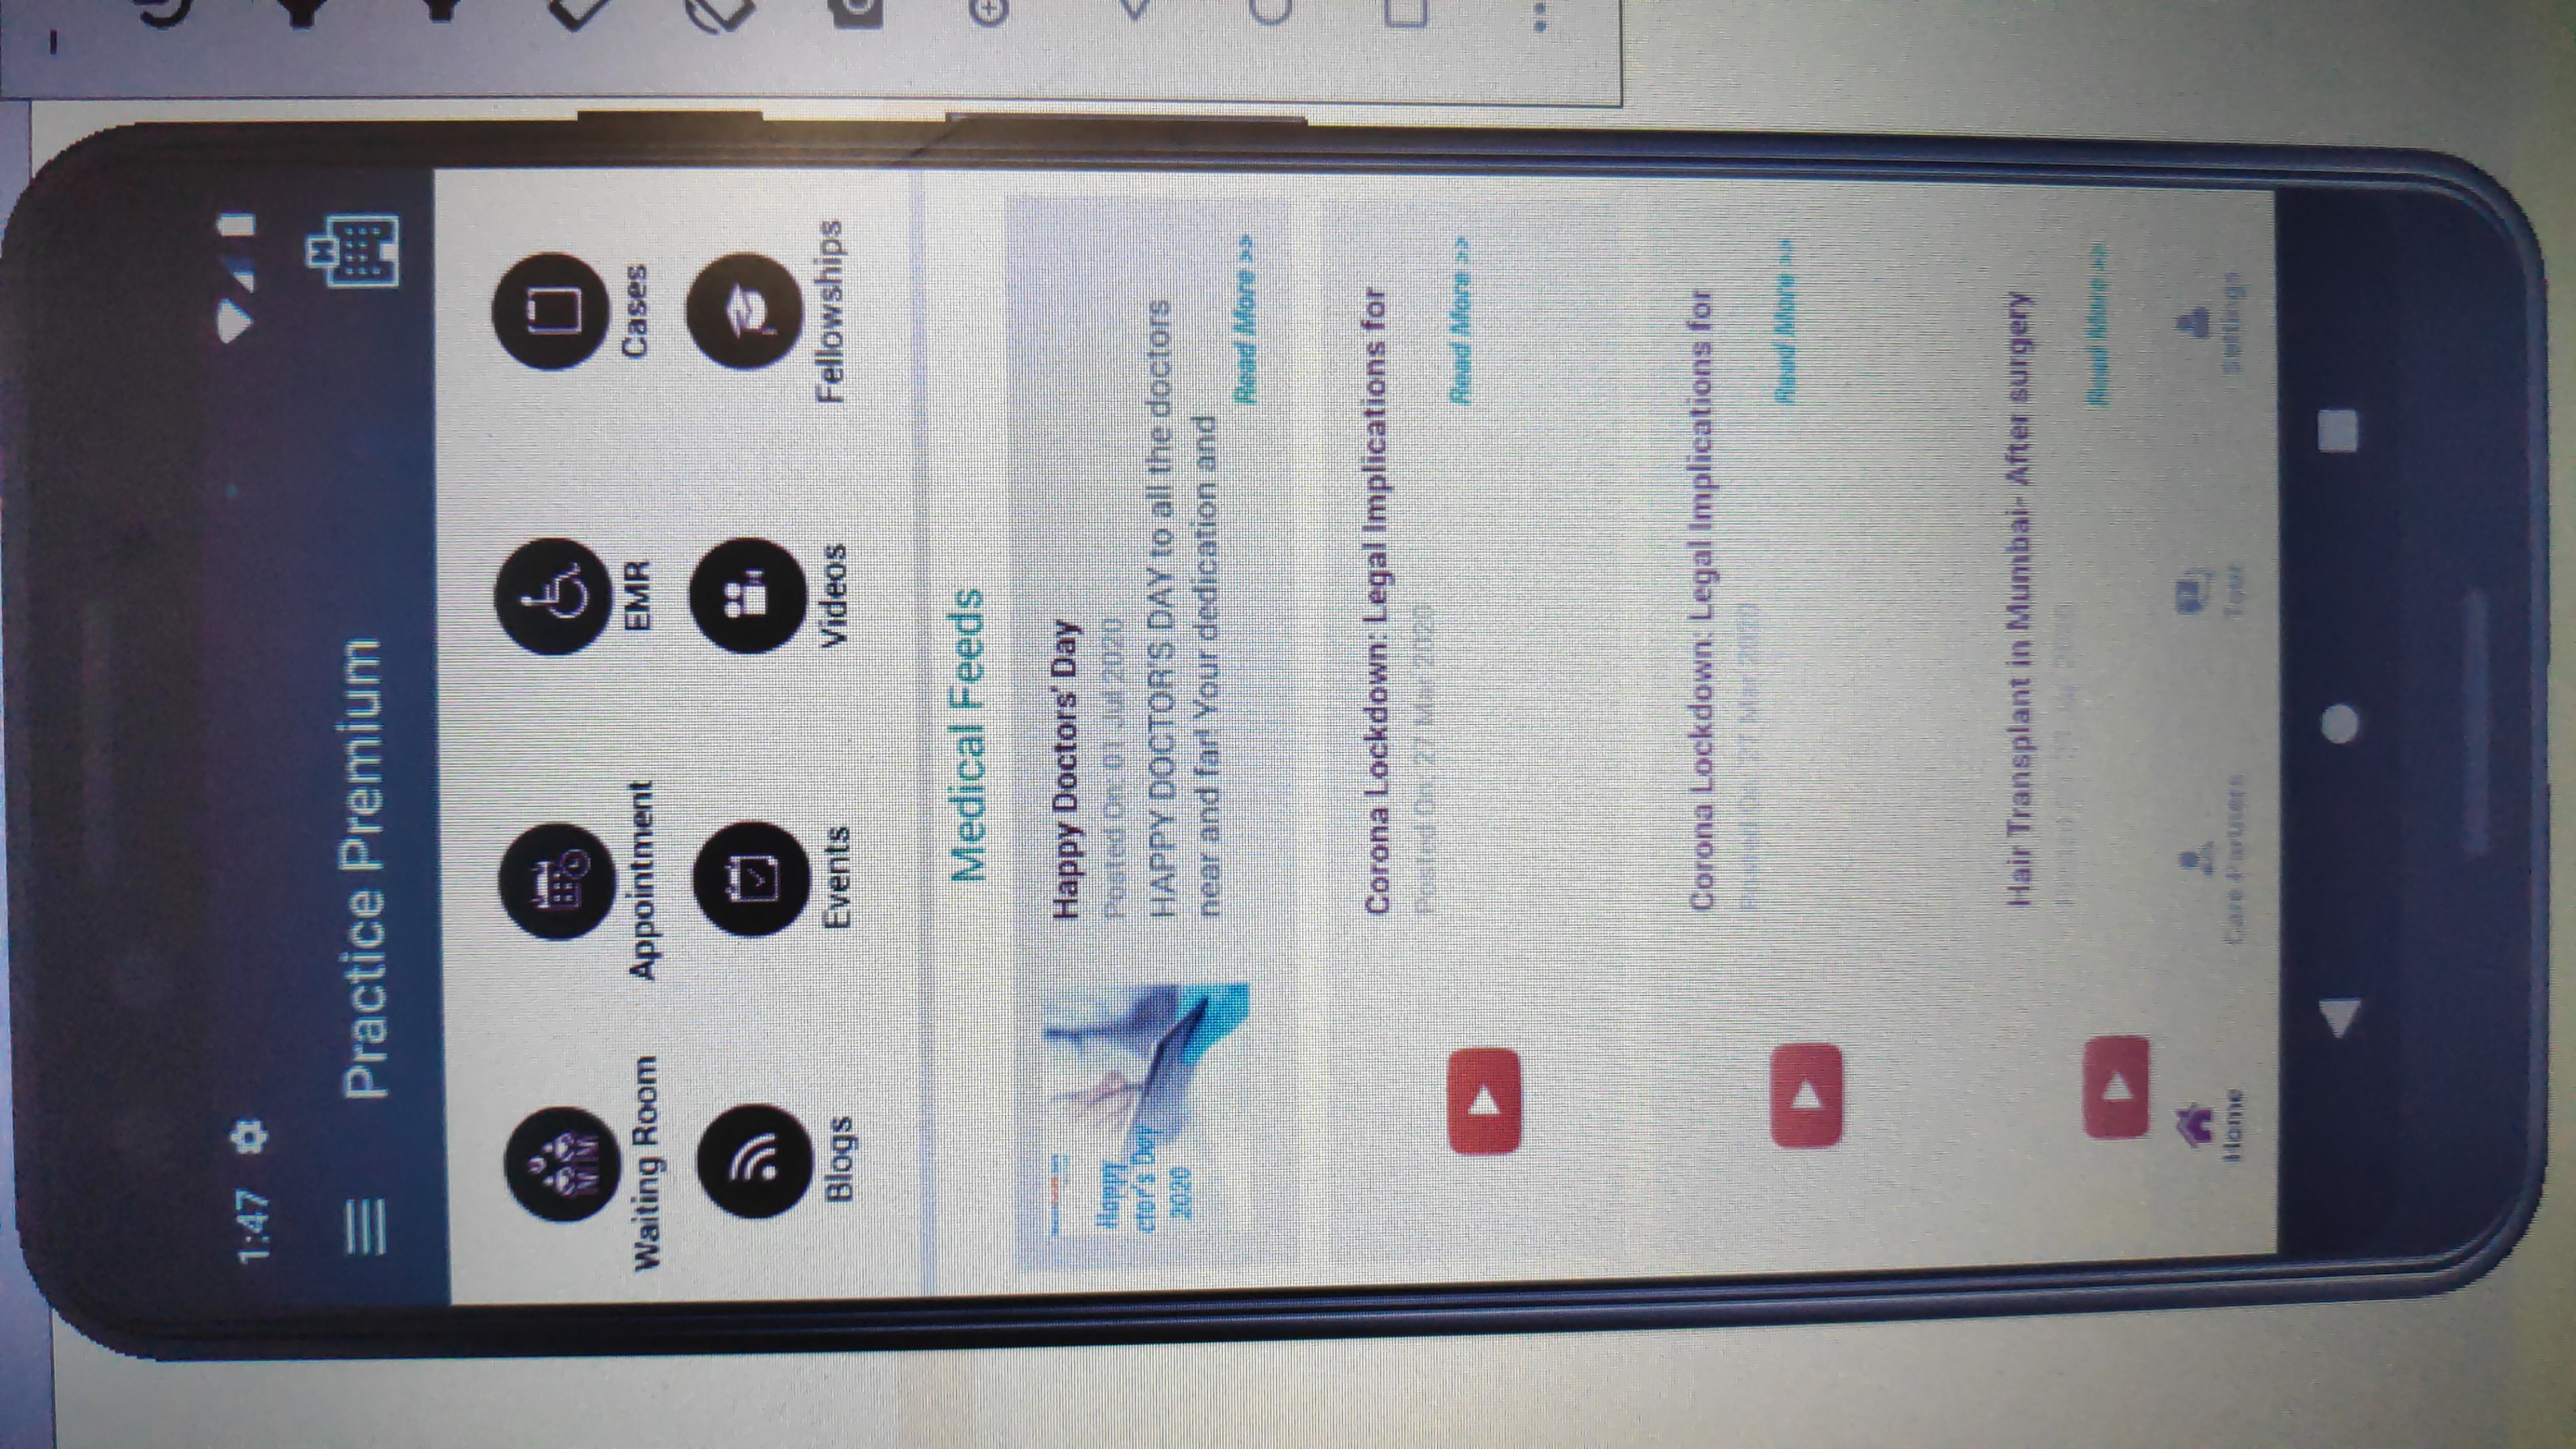 1:47
Practice Premium
Waiting Room
Appointment
EMR
Cases
Blogs
Events
Videos
Fellowships
Medical Feeds
Happy
ctor's Day
2020
Happy Doctors' Day
Posted On: 01 Jul 2020
HAPPY DOCTOR'S DAY to all the doctors
near and far! Your dedication and
Read More >>
Corona Lockdown: Legal Implications for
Posted On: 27 Mar 2020
Read More >>
Corona Lockdown: Legal Implications for
Posted On: 27 Mar 2020
Read More >>
Hair Transplant in Mumbai- After surgery
Read More >>
Home
Care Partners
Tour
Settings